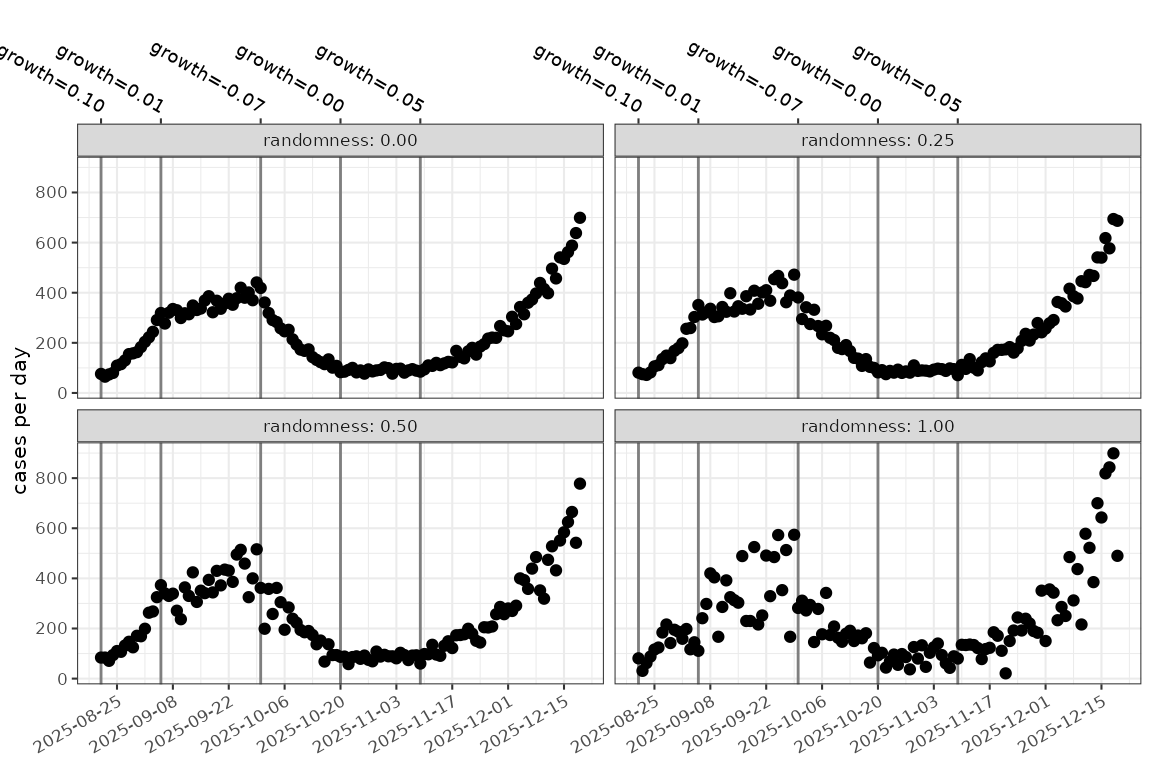 growth=0.10
growth=0.01
growth=-0.07
growth=0.00
growth=0.05
growth=0.10
growth=0.01
growth=-0.07
growth=0.00
growth=0.05
randomness: 0.00
randomness: 0.25
800
600
400
200
0
cases per day
randomness: 0.50
randomness: 1.00
800
600
400
200
0
2025-08-25
2025-09-08
2025-09-22
2025-10-06
2025-10-20
2025-11-03
2025-11-17
2025-12-01
2025-12-15
2025-08-25
2025-09-08
2025-09-22
2025-10-06
2025-10-20
2025-11-03
2025-11-17
2025-12-01
2025-12-15